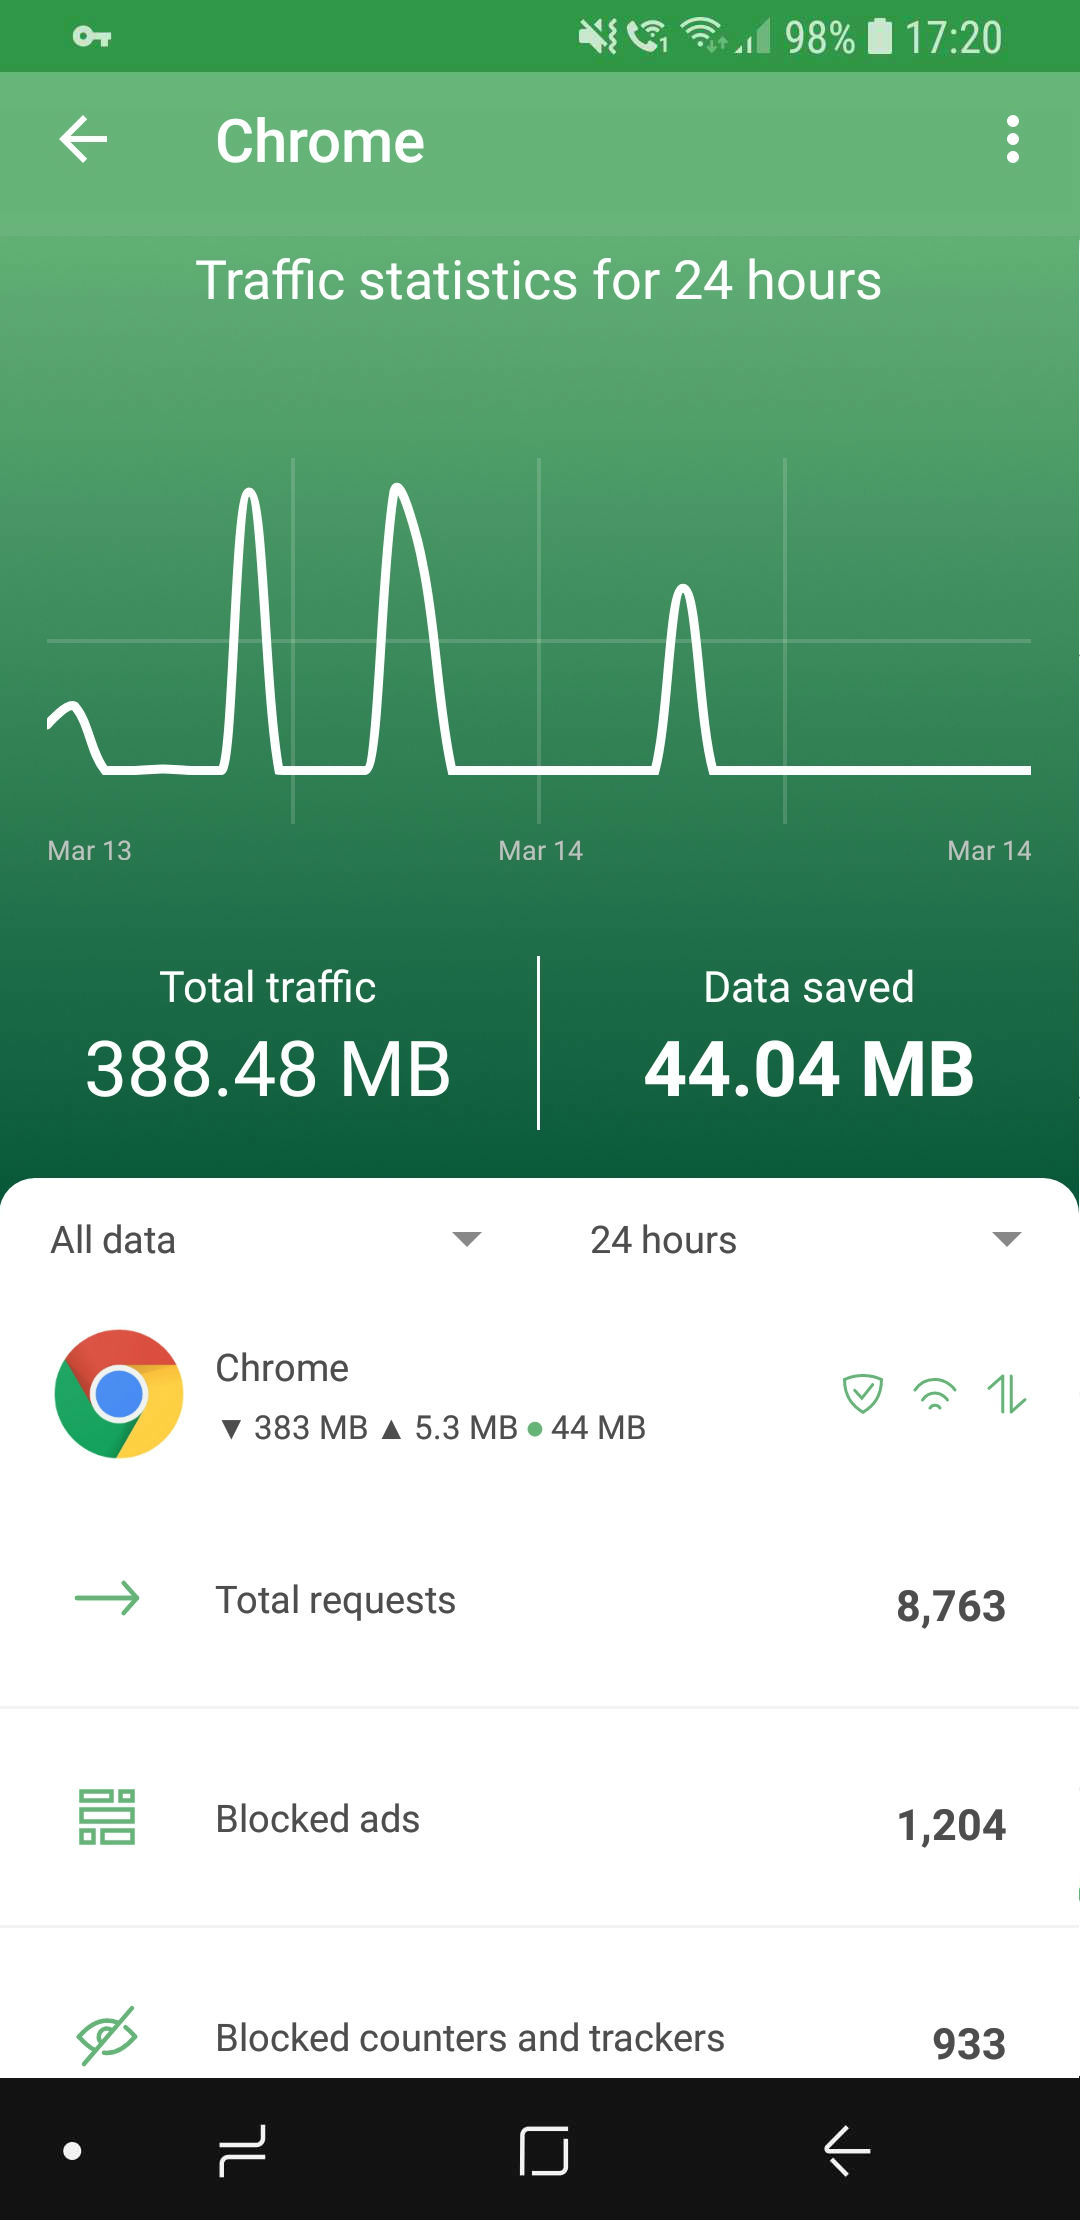 98% 17:20
Chrome
Traffic statistics for 24 hours
Mar 13 Mar 14 Mar 14
Total traffic Data saved
388.48 MB 44.04 MB
All data 24 hours
Chrome
▼ 383 MB ▲ 5.3 MB ● 44 MB
Total requests 8,763
Blocked ads 1,204
Blocked counters and trackers 933